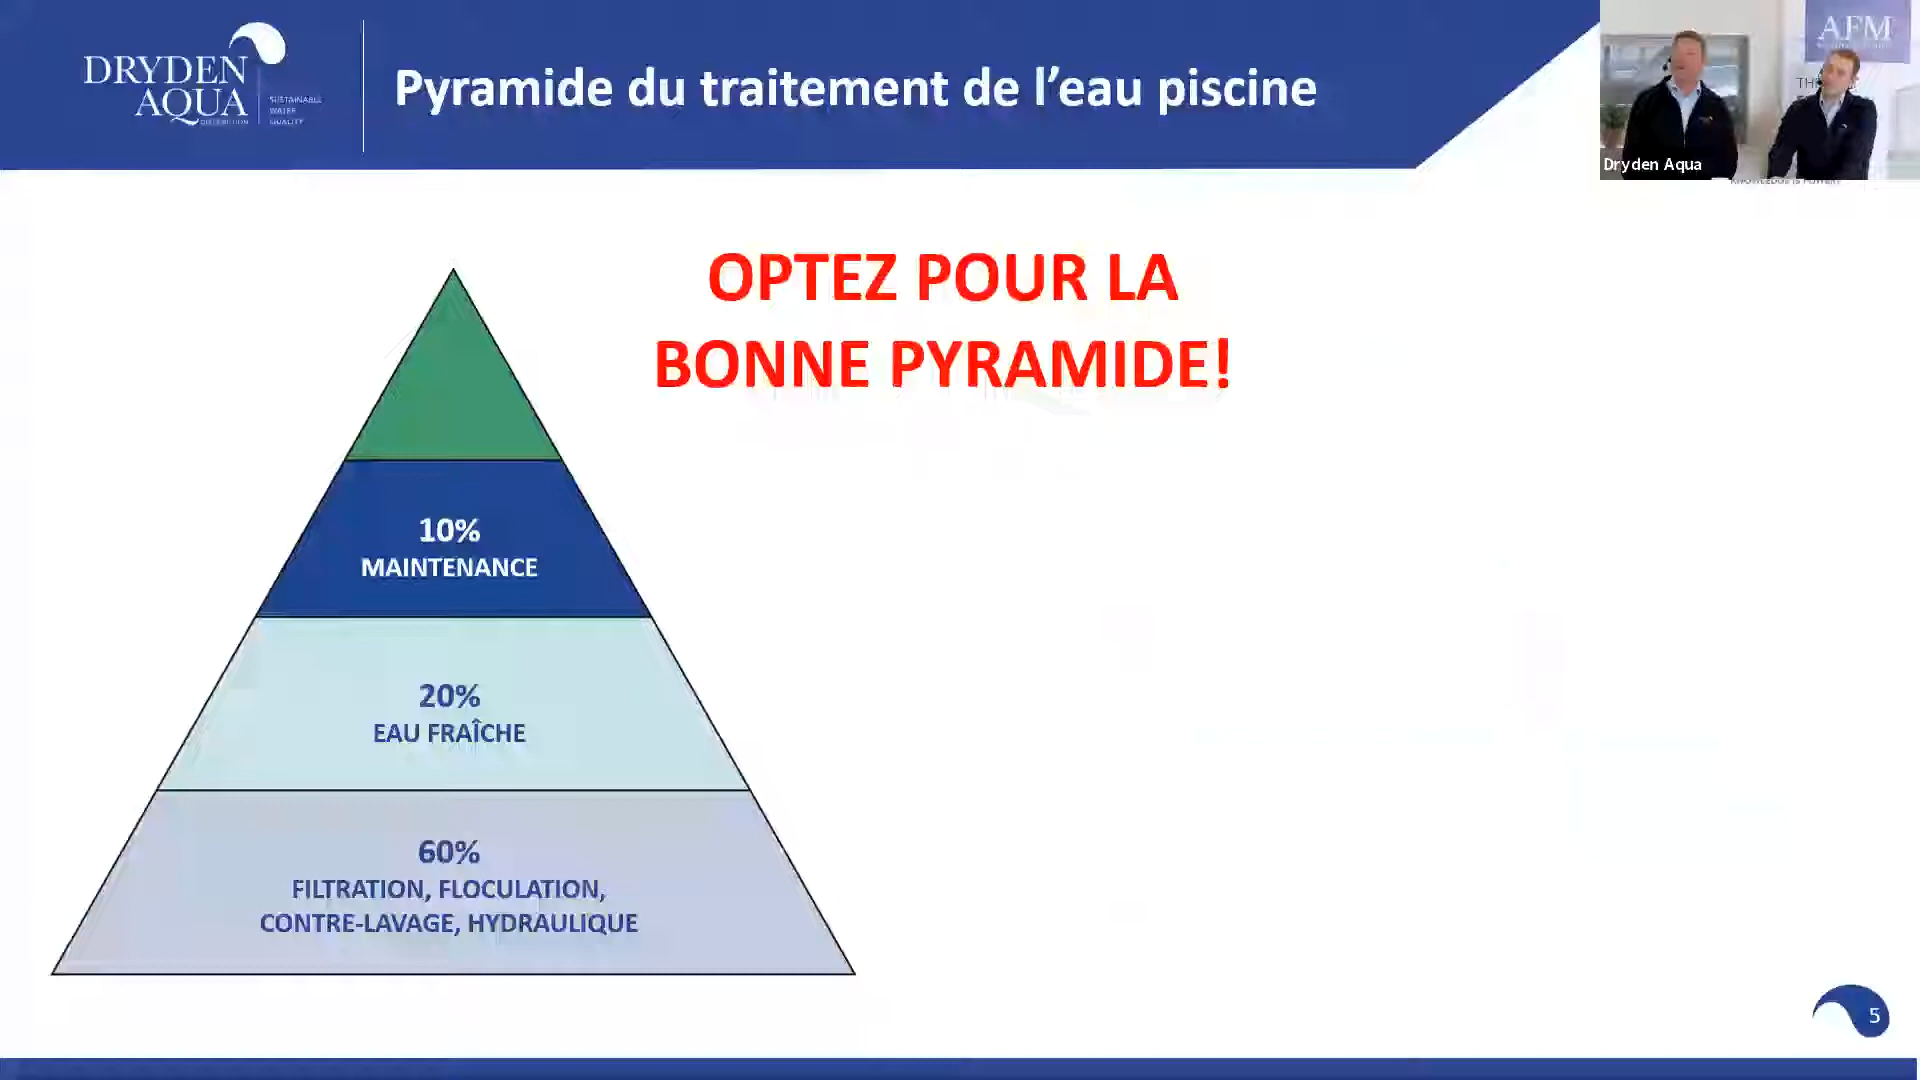 DRYDEN
AQUA
DISTRIBUTION
SUSTAINABLE
WATER
QUALITY
Pyramide du traitement de l’eau piscine
AFM
Dryden Aqua
OPTEZ POUR LA
BONNE PYRAMIDE!
10%
MAINTENANCE
20%
EAU FRAÎCHE
60%
FILTRATION, FLOCULATION,
CONTRE-LAVAGE, HYDRAULIQUE
5